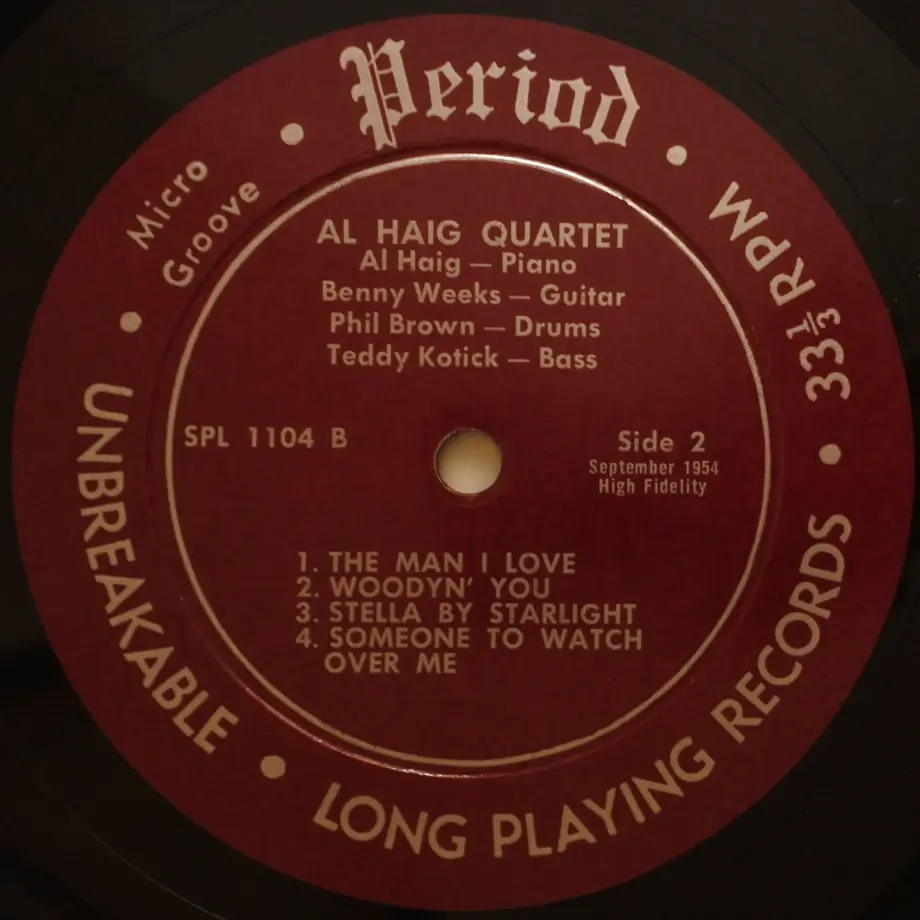 Period
Micro
Groove
33 1/3 RPM
AL HAIG QUARTET
Al Haig — Piano
Benny Weeks — Guitar
Phil Brown — Drums
Teddy Kotick — Bass
SPL 1104 B
Side 2
September 1954
High Fidelity
1. THE MAN I LOVE
2. WOODYN' YOU
3. STELLA BY STARLIGHT
4. SOMEONE TO WATCH
OVER ME
UNBREAKABLE • LONG PLAYING RECORDS